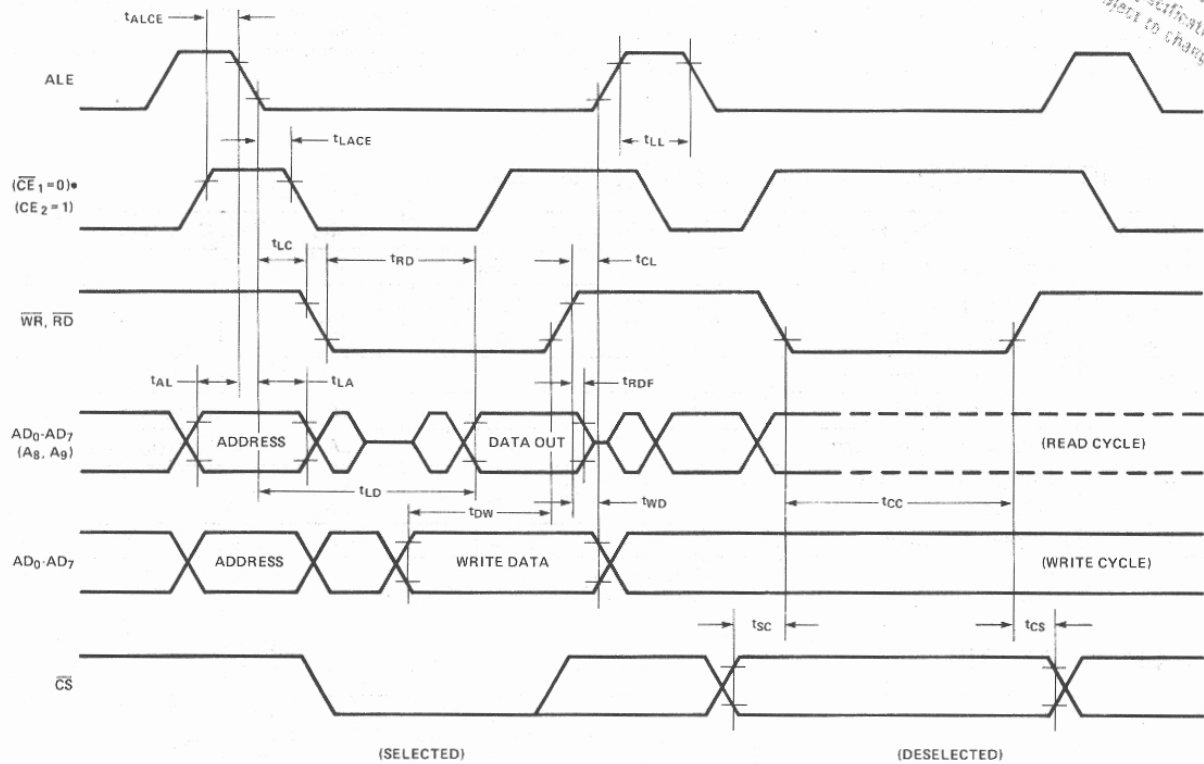 tALCE
ALE
tLACE
tLL
(CE1=0)•
(CE2=1)
tLC
tRD
tCL
WR, RD
tAL
tLA
tRDF
AD0-AD7
(A8, A9)
ADDRESS
DATA OUT
(READ CYCLE)
tLD
tDW
tWD
tCC
AD0-AD7
ADDRESS
WRITE DATA
(WRITE CYCLE)
tSC
tCS
CS
(SELECTED)
(DESELECTED)
to chang